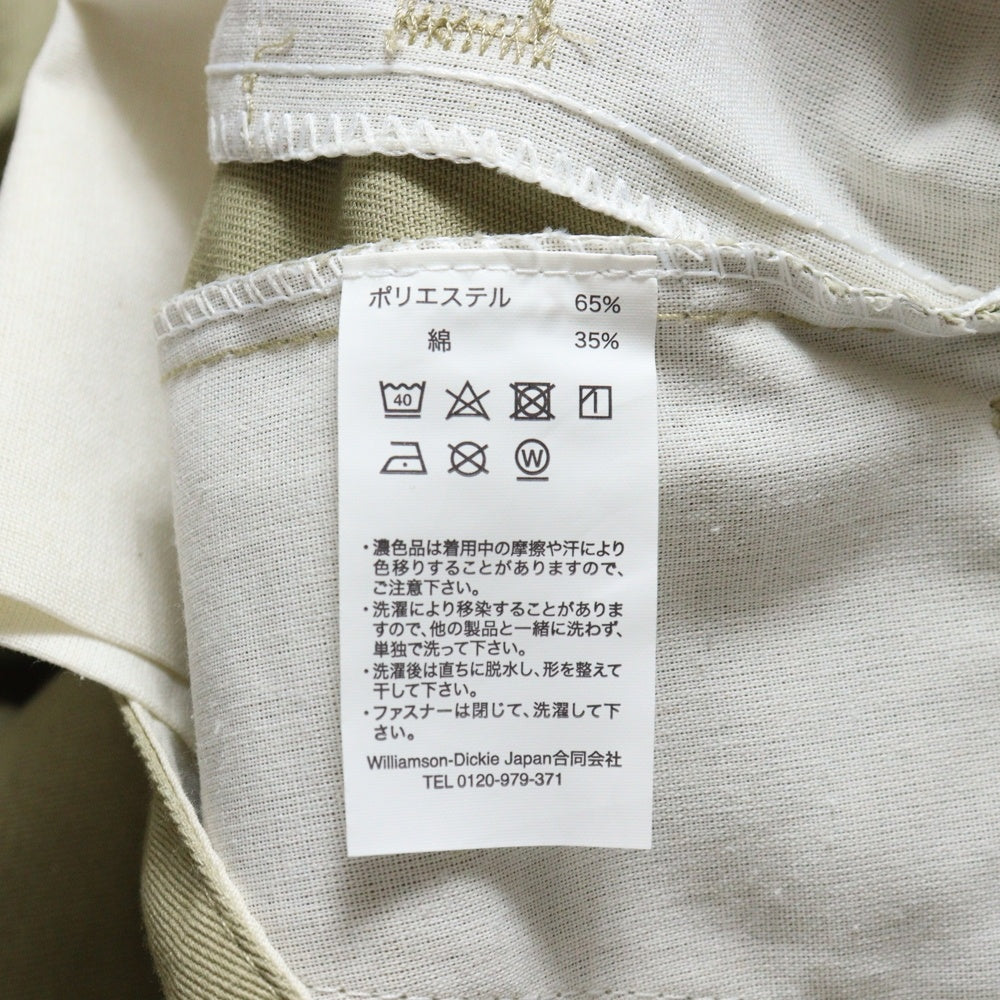 ポリエステル 65%
綿 35%
40
W
・濃色品は着用中の摩擦や汗により
色移りすることがありますので、
ご注意下さい。
・洗濯により移染することがありま
すので、他の製品と一緒に洗わず、
単独で洗って下さい。
・洗濯後は直ちに脱水し、形を整えて
干して下さい。
・ファスナーは閉じて、洗濯して下
さい。
Williamson-Dickie Japan合同会社
TEL 0120-979-371